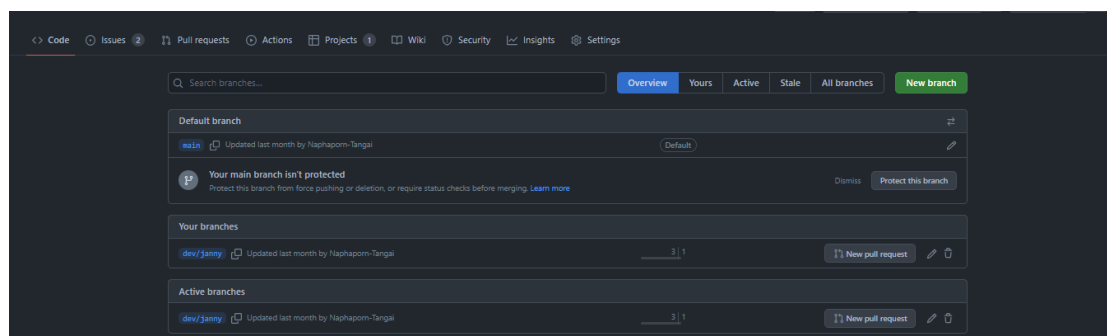 Code Issues 2 Pull requests Actions Projects 1 Wiki Security Insights Settings
Search branches... Overview Yours Active Stale All branches New branch
Default branch
main Updated last month by Naphaporn-Tangai Default
Your main branch isn't protected
Protect this branch from force pushing or deletion, or require status checks before merging. Learn more Dismiss Protect this branch
Your branches
dev/janny Updated last month by Naphaporn-Tangai 3 1 New pull request
Active branches
dev/janny Updated last month by Naphaporn-Tangai 3 1 New pull request